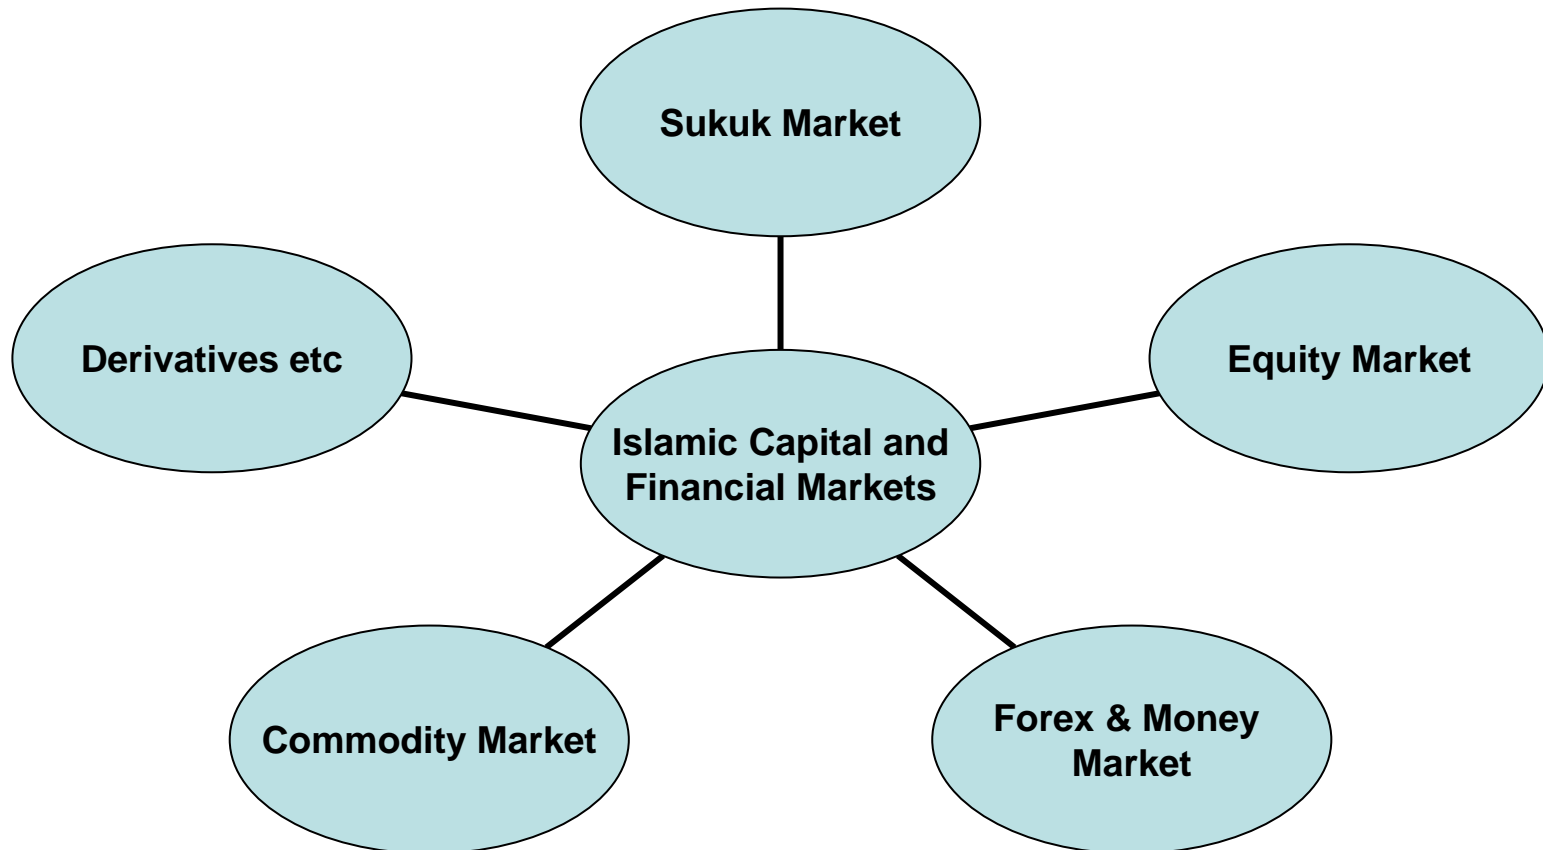 Sukuk Market
Derivatives etc
Equity Market
Islamic Capital and
Financial Markets
Commodity Market
Forex & Money
Market